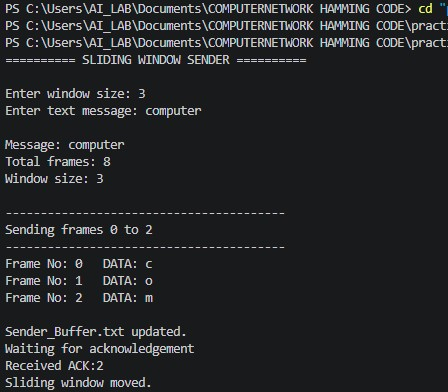 PS C:\Users\AI_LAB\Documents\COMPUTERNETWORK HAMMING CODE> cd "
PS C:\Users\AI_LAB\Documents\COMPUTERNETWORK HAMMING CODE\practi
PS C:\Users\AI_LAB\Documents\COMPUTERNETWORK HAMMING CODE\practi
========== SLIDING WINDOW SENDER ==========
Enter window size: 3
Enter text message: computer
Message: computer
Total frames: 8
Window size: 3
----------------------------------------
Sending frames 0 to 2
----------------------------------------
Frame No: 0   DATA: c
Frame No: 1   DATA: o
Frame No: 2   DATA: m
Sender_Buffer.txt updated.
Waiting for acknowledgement
Received ACK:2
Sliding window moved.